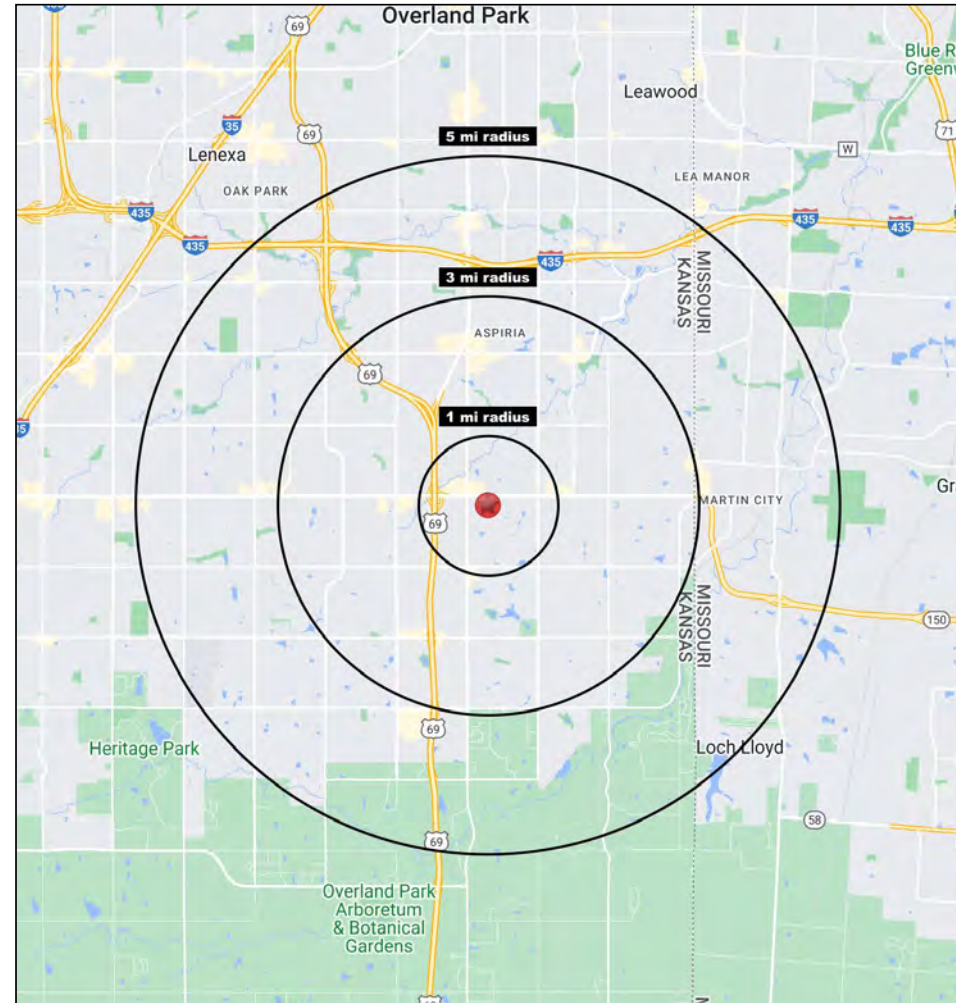 Overland Park
69
Blue R
Greenw
Leawood
35
69
71
5 mi radius
W
Lenexa
LEA MANOR
OAK PARK
435
435
435
435
435
MISSOURI
KANSAS
3 mi radius
ASPIRIA
69
1 mi radius
35
Gr
MARTIN CITY
69
MISSOURI
KANSAS
150
69
Heritage Park
Loch Lloyd
58
69
Overland Park
Arboretum
& Botanical
Gardens